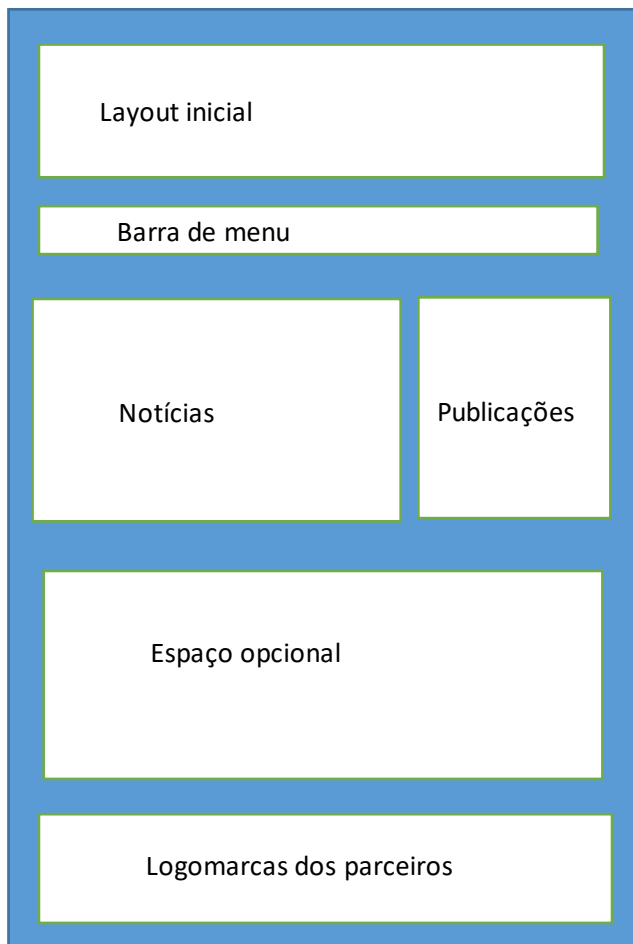 Layout inicial
Barra de menu
Notícias
Publicações
Espaço opcional
Logomarcas dos parceiros